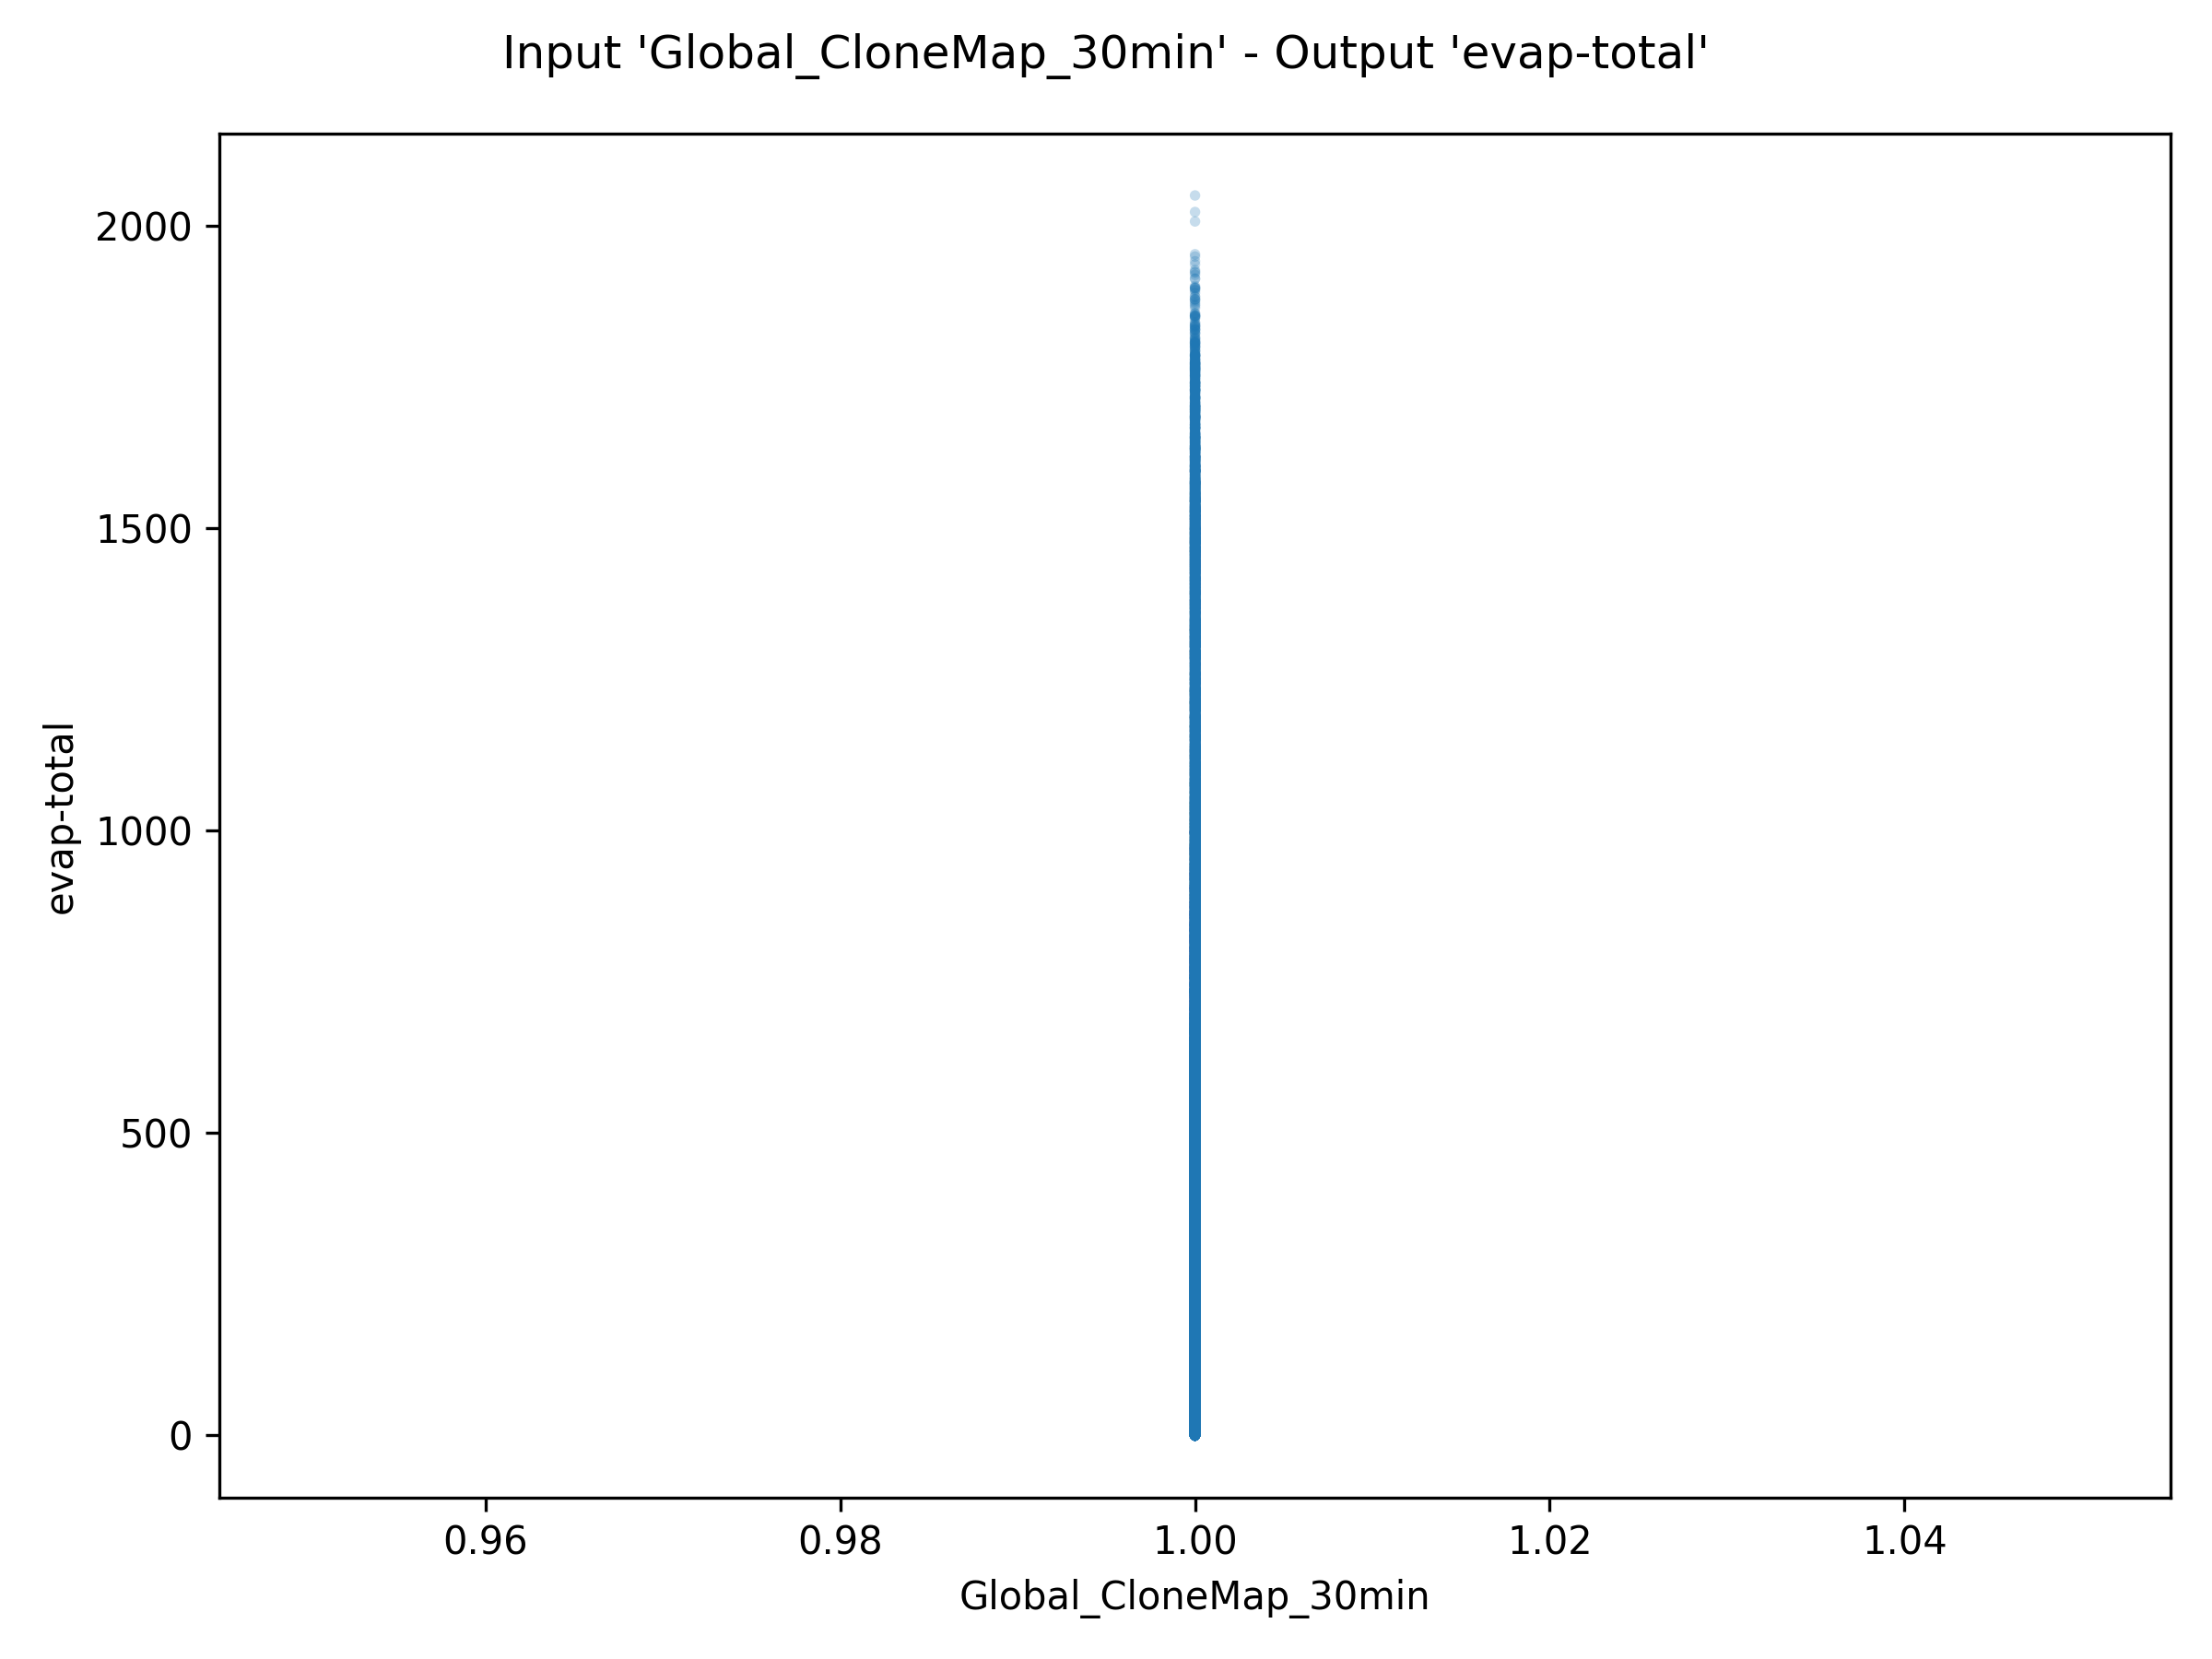 Input 'Global_CloneMap_30min' - Output 'evap-total'
2000
1500
1000
500
0
evap-total
0.96 0.98 1.00 1.02 1.04
Global_CloneMap_30min